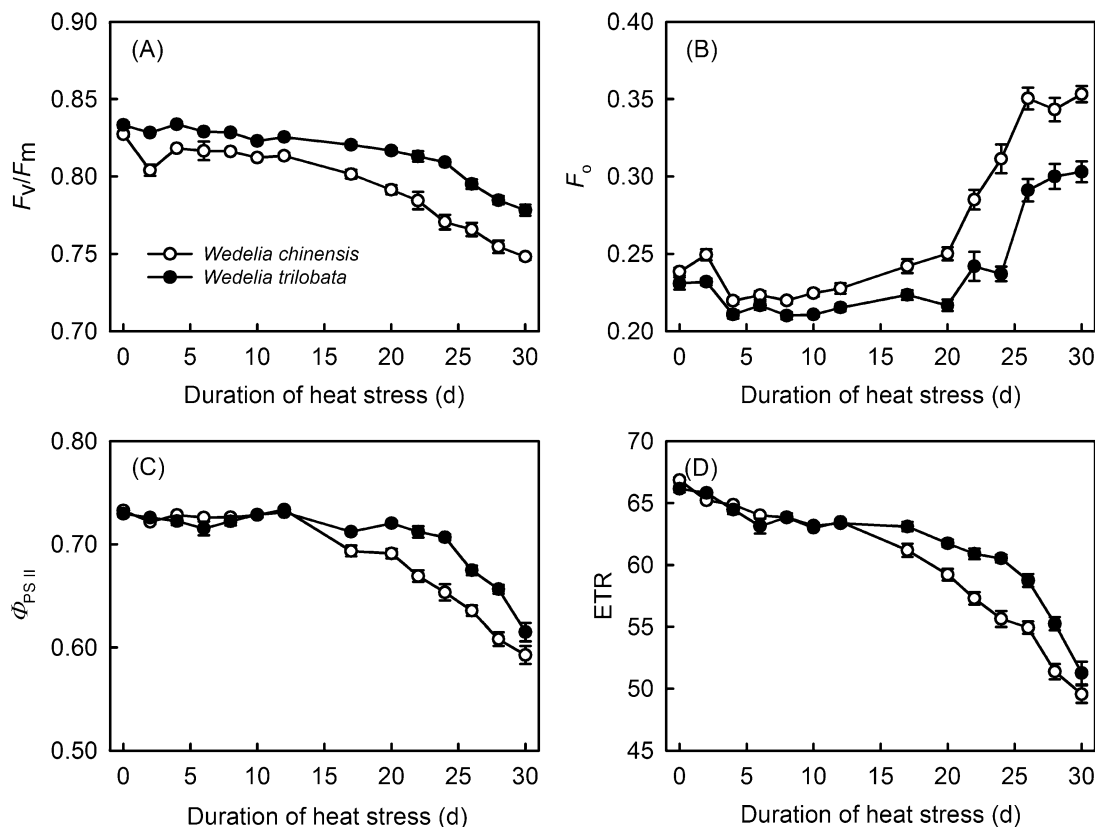 (A)
0.90
0.85
0.80
0.75
0.70
Fv/Fm
Wedelia chinensis
Wedelia trilobata
0 5 10 15 20 25 30
Duration of heat stress (d)
(B)
0.40
0.35
0.30
0.25
0.20
Fo
0 5 10 15 20 25 30
Duration of heat stress (d)
(C)
0.80
0.70
0.60
0.50
ΦPS II
0 5 10 15 20 25 30
Duration of heat stress (d)
(D)
70
65
60
55
50
45
ETR
0 5 10 15 20 25 30
Duration of heat stress (d)